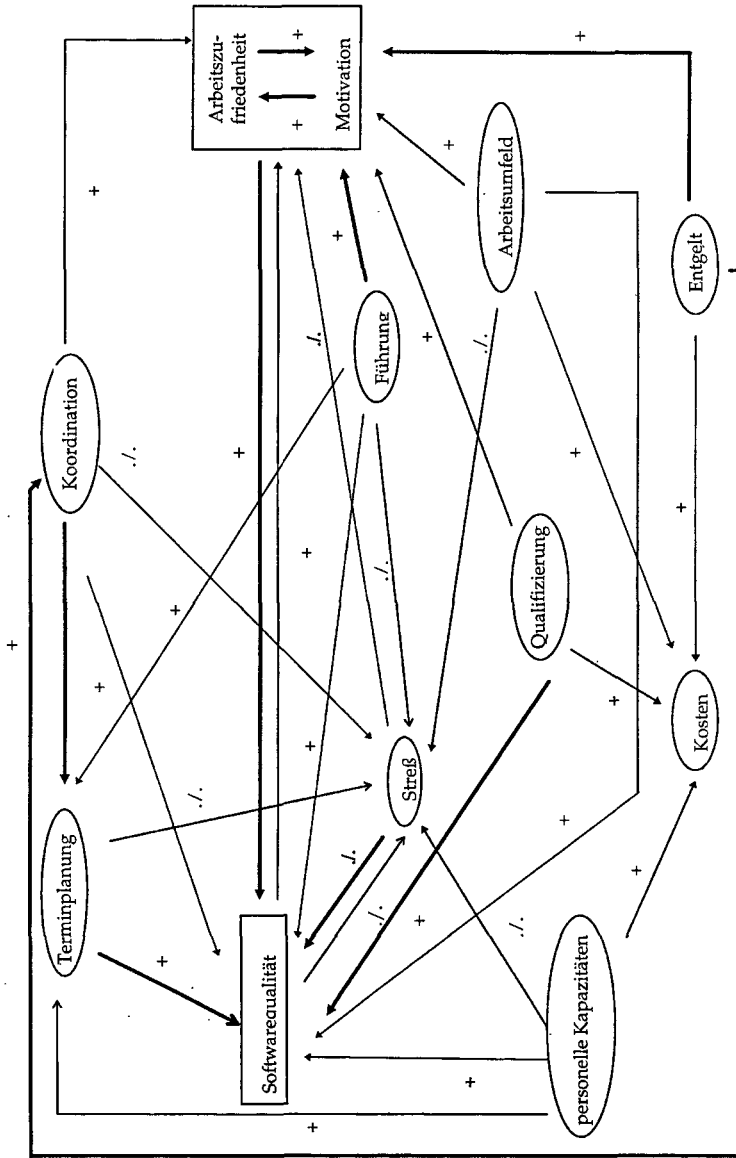 +
Terminplanung
Koordination
+
+
./.
+
./.
Arbeitszu-
friedenheit
+
+
Softwarequalität
+
+
+
+
+
./.
+
Motivation
./.
./.
./.
Führung
Streß
+
+
+
+
./.
./.
Arbeitsumfeld
Qualifizierung
personelle Kapazitäten
+
+
+
+
+
+
Kosten
Entgelt